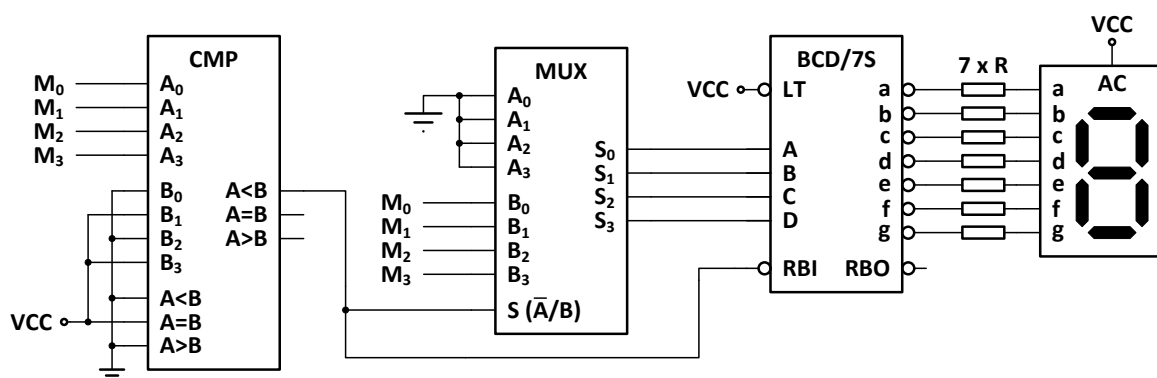 CMP
M₀
M₁
M₂
M₃
A₀
A₁
A₂
A₃
B₀
B₁
B₂
B₃
A<B
A=B
A>B
A<B
A=B
A>B
VCC
MUX
A₀
A₁
A₂
A₃
M₀
M₁
M₂
M₃
B₀
B₁
B₂
B₃
S (A̅/B)
S₀
S₁
S₂
S₃
BCD/7S
VCC
LT
A
B
C
D
RBI
a
b
c
d
e
f
g
RBO
7 x R
VCC
AC
a
b
c
d
e
f
g